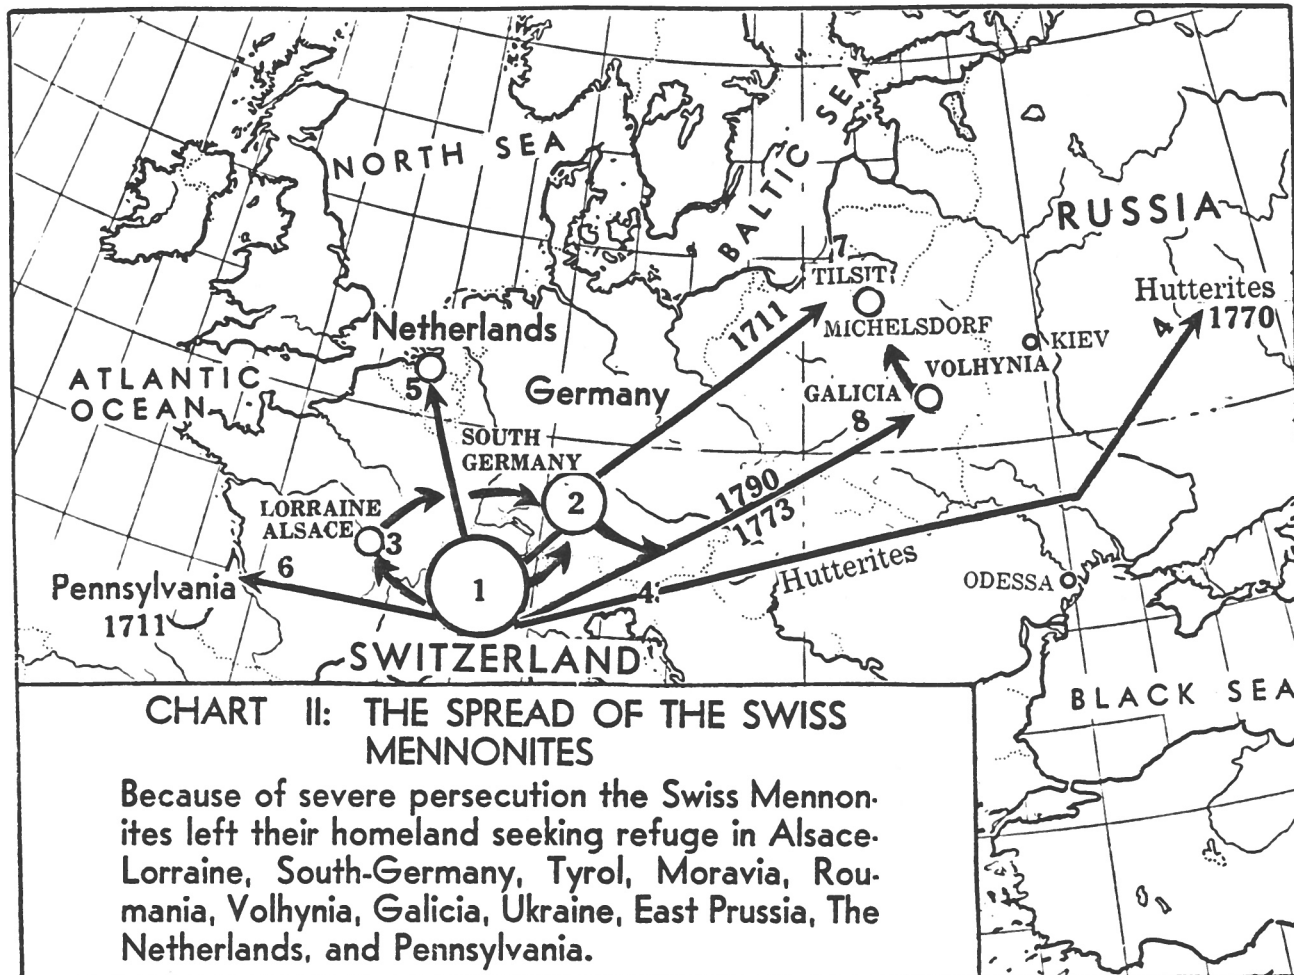 NORTH SEA
BALTIC SEA
RUSSIA
7
TILSIT
Hutterites
1770
4
MICHELSDORF
1711
KIEV
VOLHYNIA
Netherlands
5
ATLANTIC
OCEAN
Germany
GALICIA
8
SOUTH
GERMANY
1790
1773
2
LORRAINE
ALSACE
3
6
Pennsylvania
1711
1
4
Hutterites
ODESSA
SWITZERLAND
BLACK SEA
CHART II: THE SPREAD OF THE SWISS
MENNONITES
Because of severe persecution the Swiss Mennon-
ites left their homeland seeking refuge in Alsace-
Lorraine, South-Germany, Tyrol, Moravia, Rou-
mania, Volhynia, Galicia, Ukraine, East Prussia, The
Netherlands, and Pennsylvania.